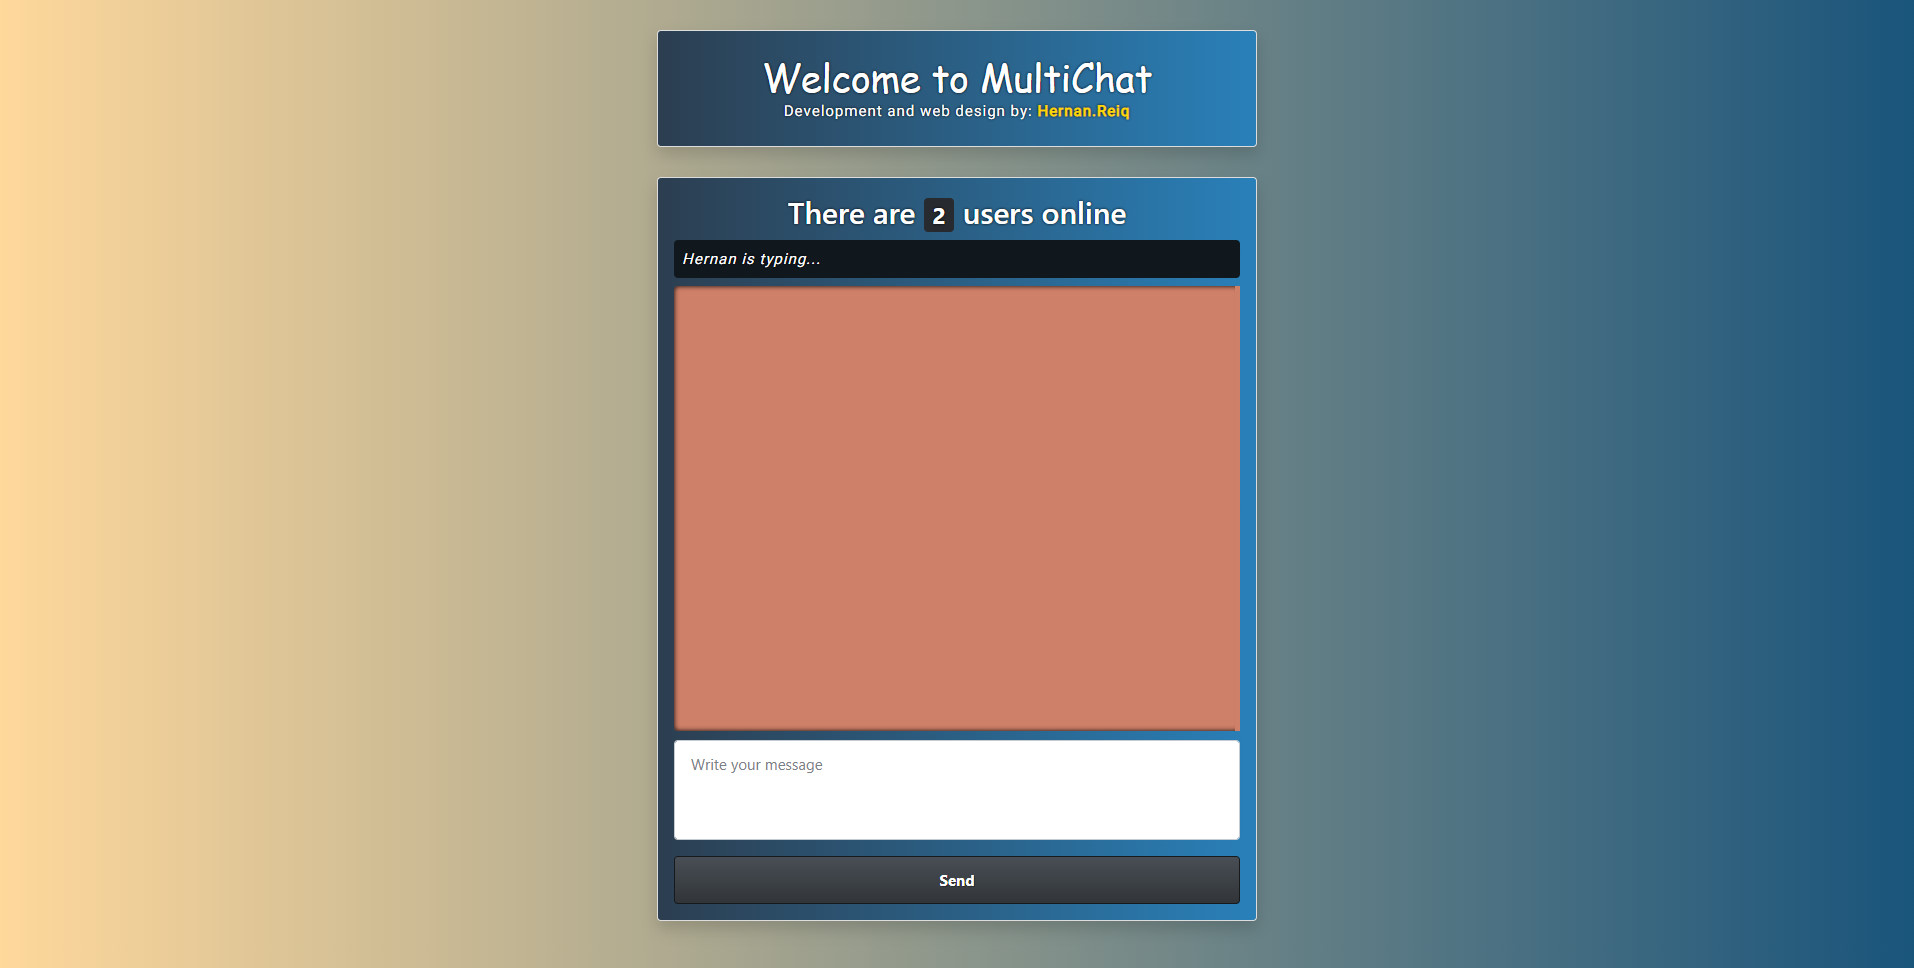 Welcome to MultiChat
Development and web design by: Hernan.Reiq
There are 2 users online
Hernan is typing...
Write your message
Send